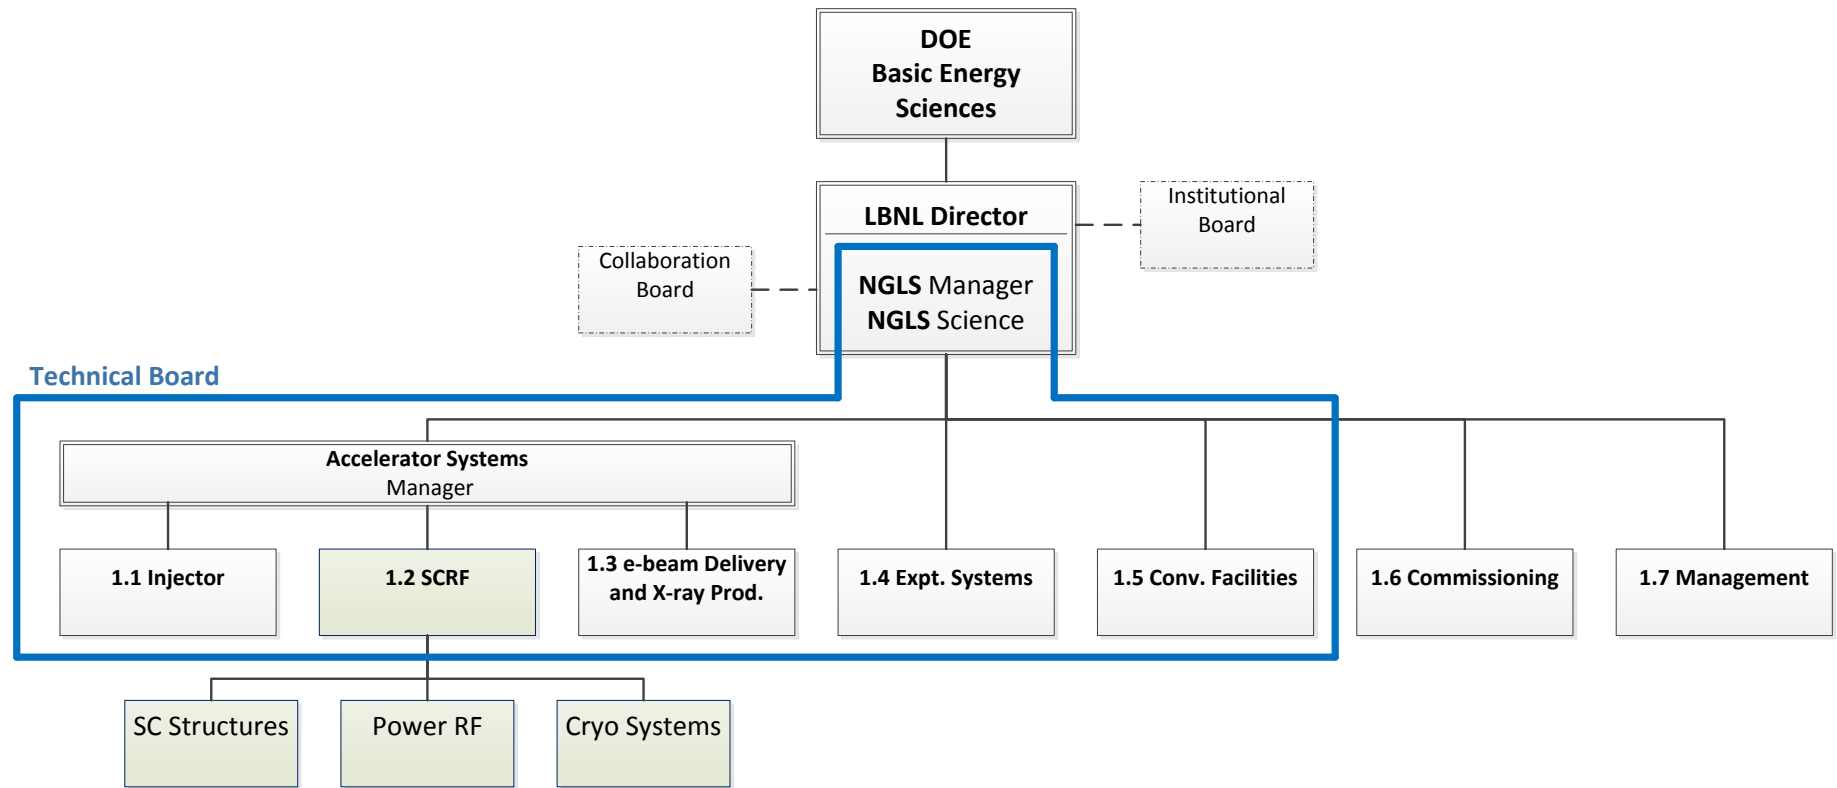 DOE
Basic Energy
Sciences
LBNL Director
Institutional
Board
Collaboration
Board
NGLS Manager
NGLS Science
Technical Board
Accelerator Systems
Manager
1.1 Injector
1.2 SCRF
1.3 e-beam Delivery
and X-ray Prod.
1.4 Expt. Systems
1.5 Conv. Facilities
1.6 Commissioning
1.7 Management
SC Structures
Power RF
Cryo Systems